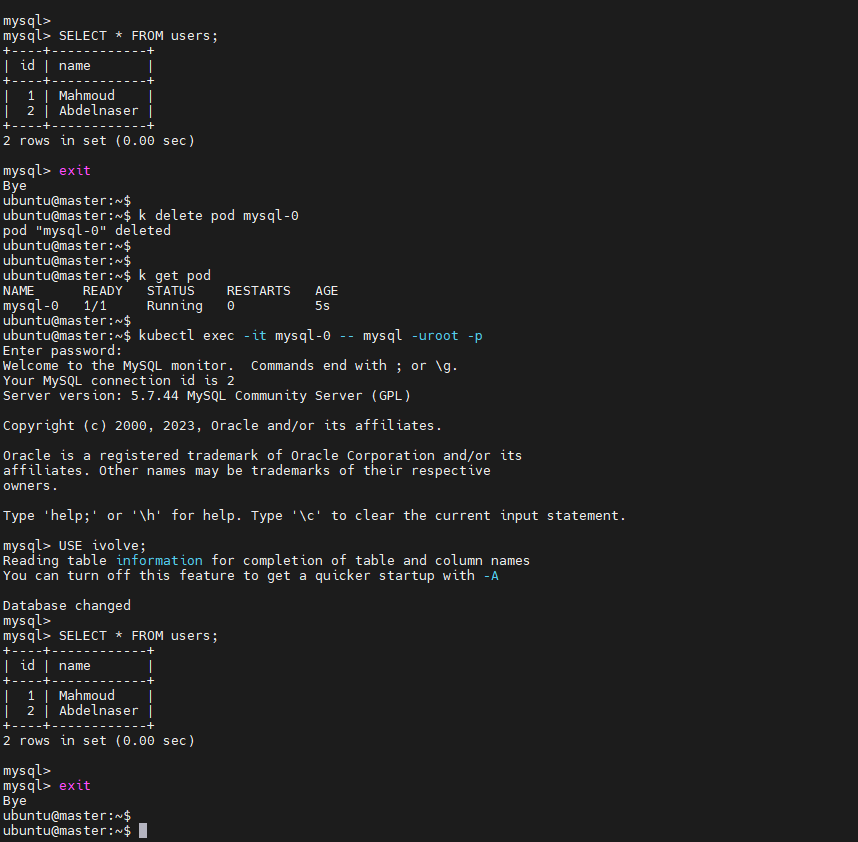 mysql>
mysql> SELECT * FROM users;
+----+------------+
| id | name       |
+----+------------+
|  1 | Mahmoud    |
|  2 | Abdelnaser |
+----+------------+
2 rows in set (0.00 sec)
mysql> exit
Bye
ubuntu@master:~$
ubuntu@master:~$ k delete pod mysql-0
pod "mysql-0" deleted
ubuntu@master:~$
ubuntu@master:~$
ubuntu@master:~$ k get pod
NAME      READY   STATUS    RESTARTS   AGE
mysql-0   1/1     Running   0          5s
ubuntu@master:~$
ubuntu@master:~$ kubectl exec -it mysql-0 -- mysql -uroot -p
Enter password:
Welcome to the MySQL monitor.  Commands end with ; or \g.
Your MySQL connection id is 2
Server version: 5.7.44 MySQL Community Server (GPL)
Copyright (c) 2000, 2023, Oracle and/or its affiliates.
Oracle is a registered trademark of Oracle Corporation and/or its
affiliates. Other names may be trademarks of their respective
owners.
Type 'help;' or '\h' for help. Type '\c' to clear the current input statement.
mysql> USE ivolve;
Reading table information for completion of table and column names
You can turn off this feature to get a quicker startup with -A
Database changed
mysql>
mysql> SELECT * FROM users;
+----+------------+
| id | name       |
+----+------------+
|  1 | Mahmoud    |
|  2 | Abdelnaser |
+----+------------+
2 rows in set (0.00 sec)
mysql>
mysql> exit
Bye
ubuntu@master:~$
ubuntu@master:~$